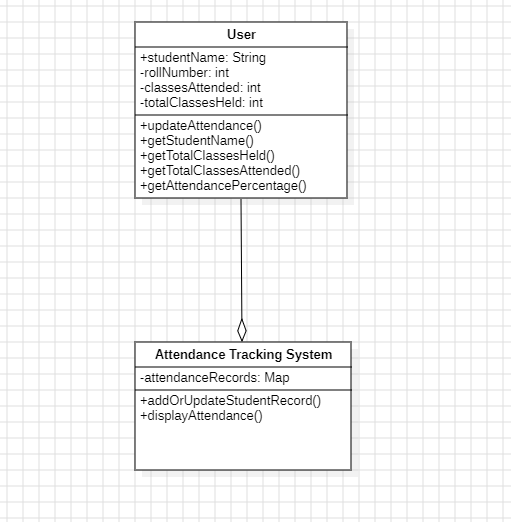 User
+studentName: String
-rollNumber: int
-classesAttended: int
-totalClassesHeld: int
+updateAttendance()
+getStudentName()
+getTotalClassesHeld()
+getTotalClassesAttended()
+getAttendancePercentage()
Attendance Tracking System
-attendanceRecords: Map
+addOrUpdateStudentRecord()
+displayAttendance()